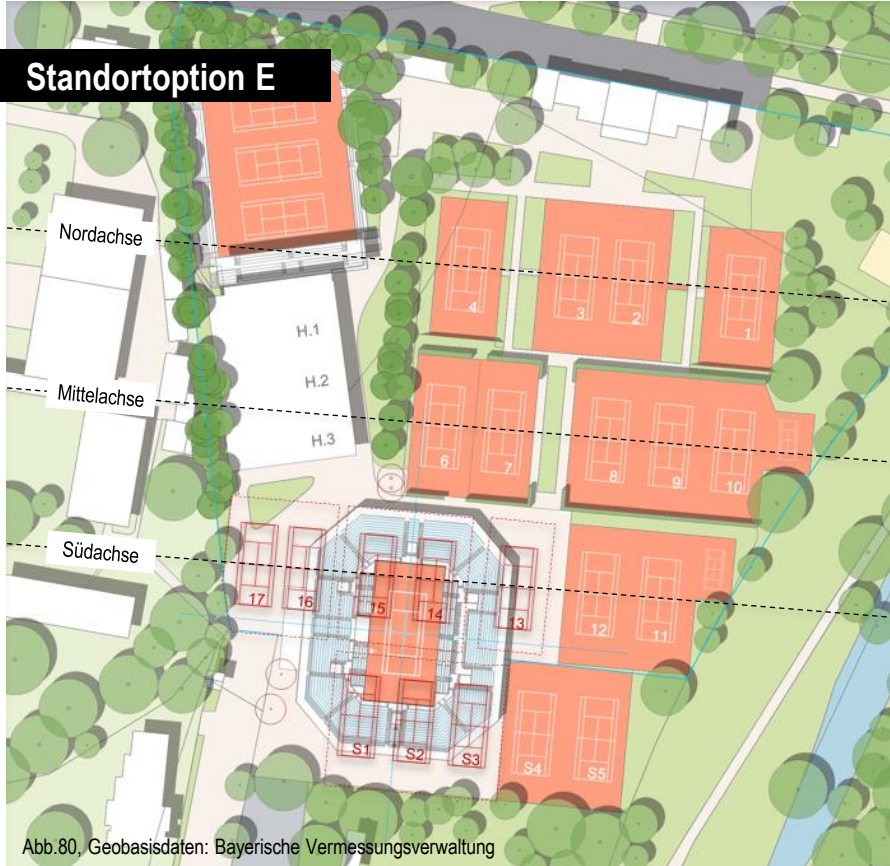 Standortoption E
Nordachse
4
3
2
1
H.1
H.2
H.3
Mittelachse
6
7
8
9
10
Südachse
17
16
15
14
13
12
11
S1
S2
S3
S4
S5
Abb.80, Geobasisdaten: Bayerische Vermessungsverwaltung